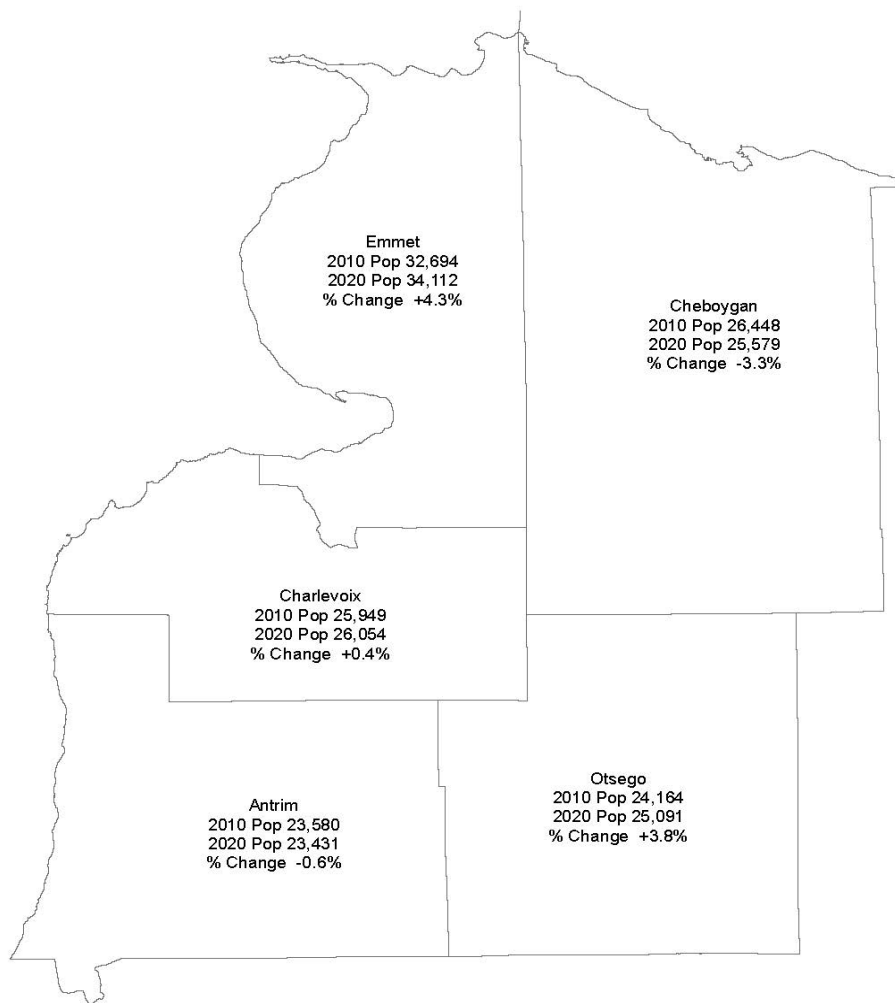 Emmet
2010 Pop 32,694
2020 Pop 34,112
% Change +4.3%
Cheboygan
2010 Pop 26,448
2020 Pop 25,579
% Change -3.3%
Charlevoix
2010 Pop 25,949
2020 Pop 26,054
% Change +0.4%
Otsego
2010 Pop 24,164
2020 Pop 25,091
% Change +3.8%
Antrim
2010 Pop 23,580
2020 Pop 23,431
% Change -0.6%